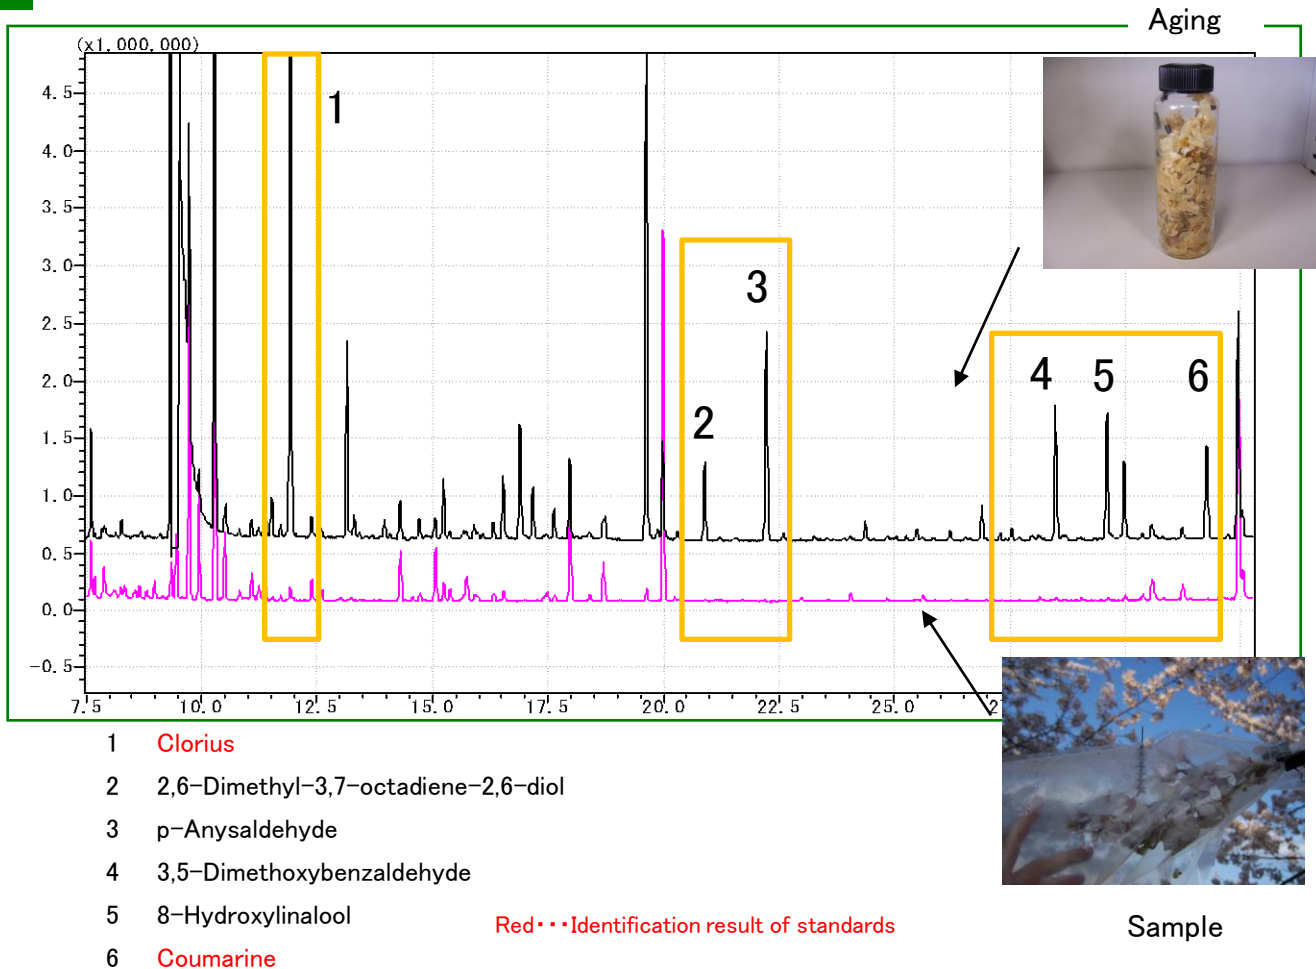 Aging
(x1,000,000)
1
4.5
4.0
3.5
3.0
3
2.5
2.0
4 5 6
2
1.5
1.0
0.5
0.0
-0.5
7.5 10.0 12.5 15.0 17.5 20.0 22.5 25.0
1 Clorius
2 2,6-Dimethyl-3,7-octadiene-2,6-diol
3 p-Anysaldehyde
4 3,5-Dimethoxybenzaldehyde
5 8-Hydroxylinalool
Red・・・Identification result of standards
Sample
6 Coumarine